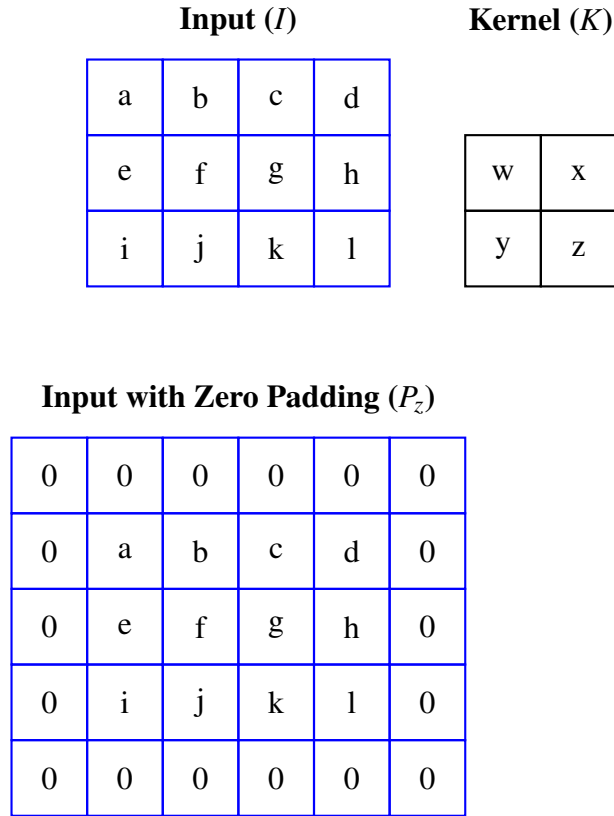 Input (I) Kernel (K)
a b c d
e f g h w x
i j k l y z
Input with Zero Padding (P_z)
0 0 0 0 0 0
0 a b c d 0
0 e f g h 0
0 i j k l 0
0 0 0 0 0 0